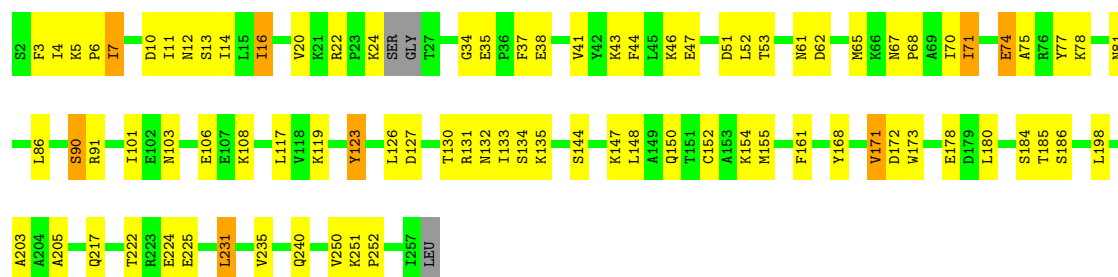 S2 F3 I4 K5 P6 I7 D10 I11 N12 S13 I14 L15 I16 V20 K21 R22 P23 K24 SER GLY T27 G34 E35 P36 F37 E38 V41 Y42 K43 F44 L45 K46 E47 D51 L52 T53 N61 D62 M65 K66 N67 P68 A69 I70 I71 E74 A75 R76 Y77 K78 N81
L86 S90 R91 I101 E102 N103 E106 E107 K108 L117 V118 K119 Y123 L126 D127 T130 R131 N132 I133 S134 K135 S144 K147 L148 A149 Q150 T151 C152 A153 K154 M155 F161 Y168 V171 D172 W173 E178 D179 L180 S184 T185 S186 L198
A203 A204 A205 Q217 T222 R223 E224 E225 L231 V235 Q240 V250 K251 P252 I257 LEU